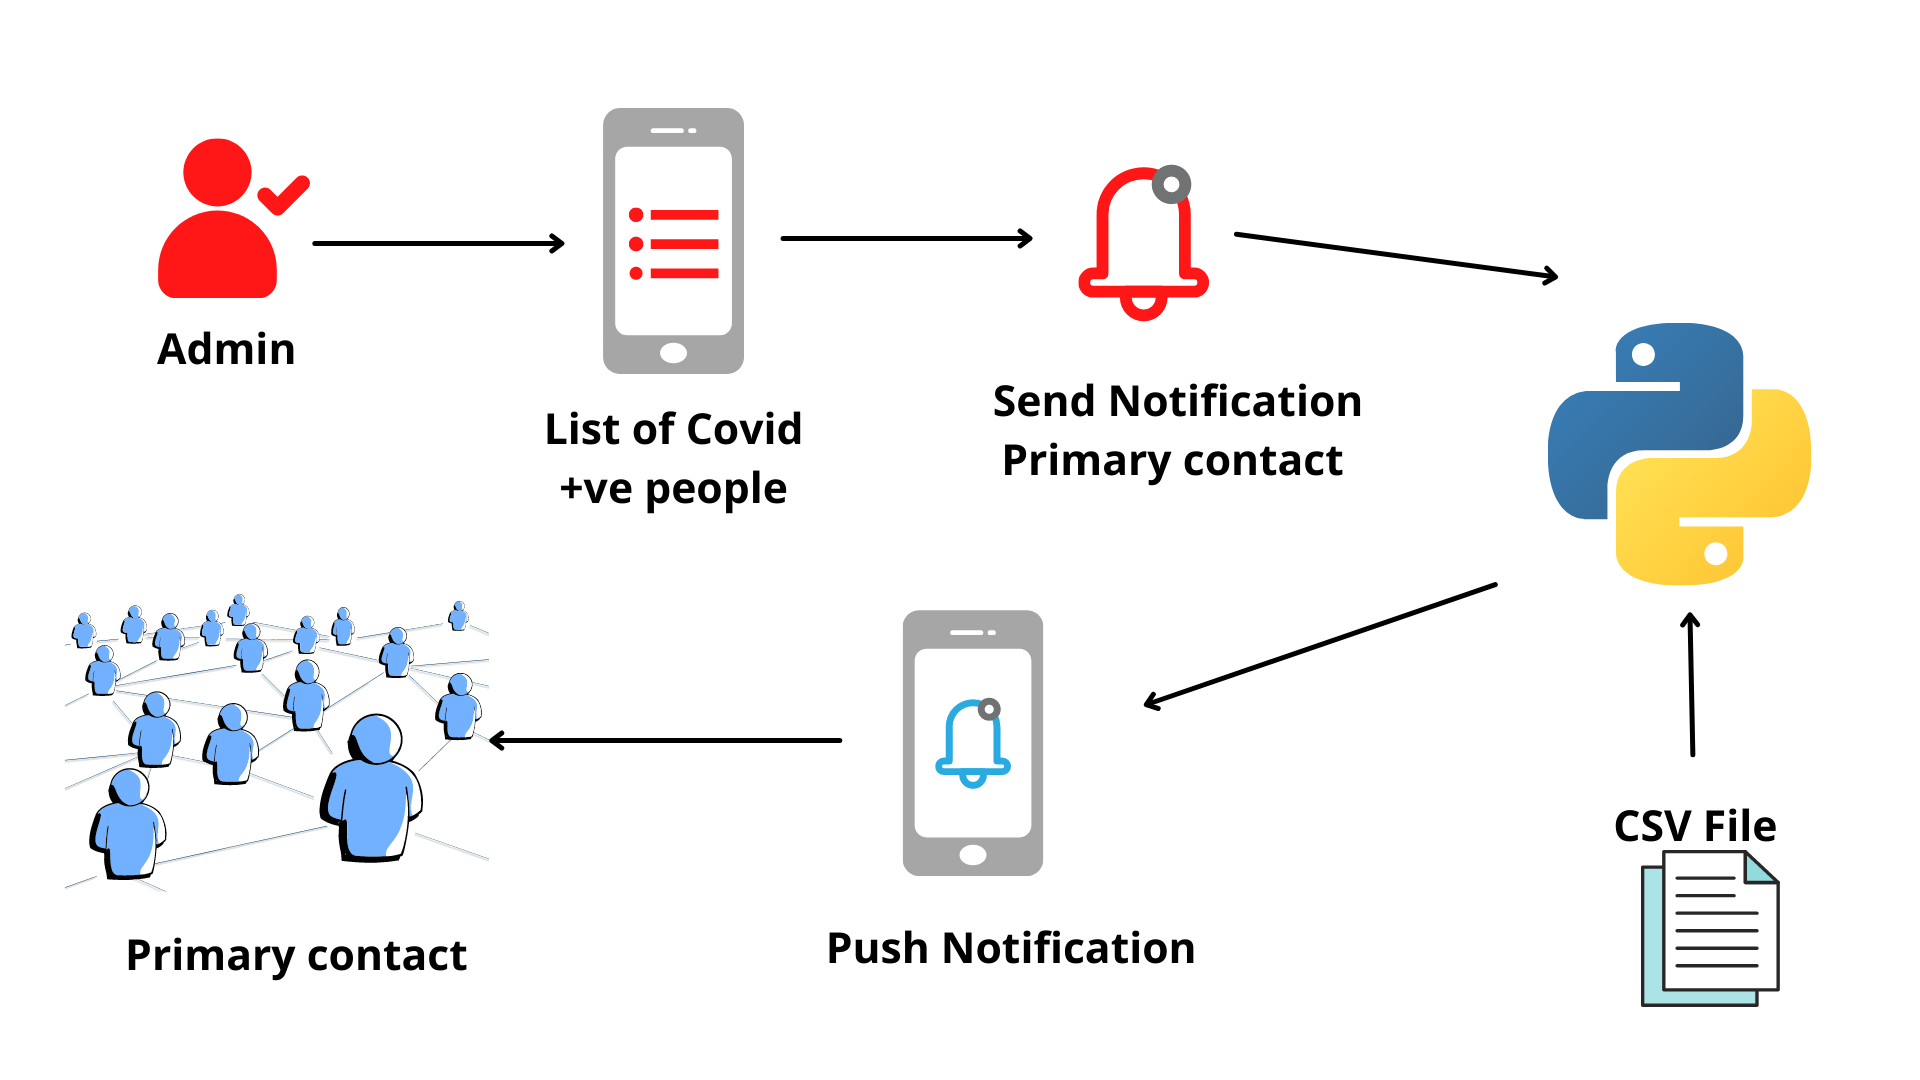 Admin
List of Covid
+ve people
Send Notification
Primary contact
CSV File
Push Notification
Primary contact